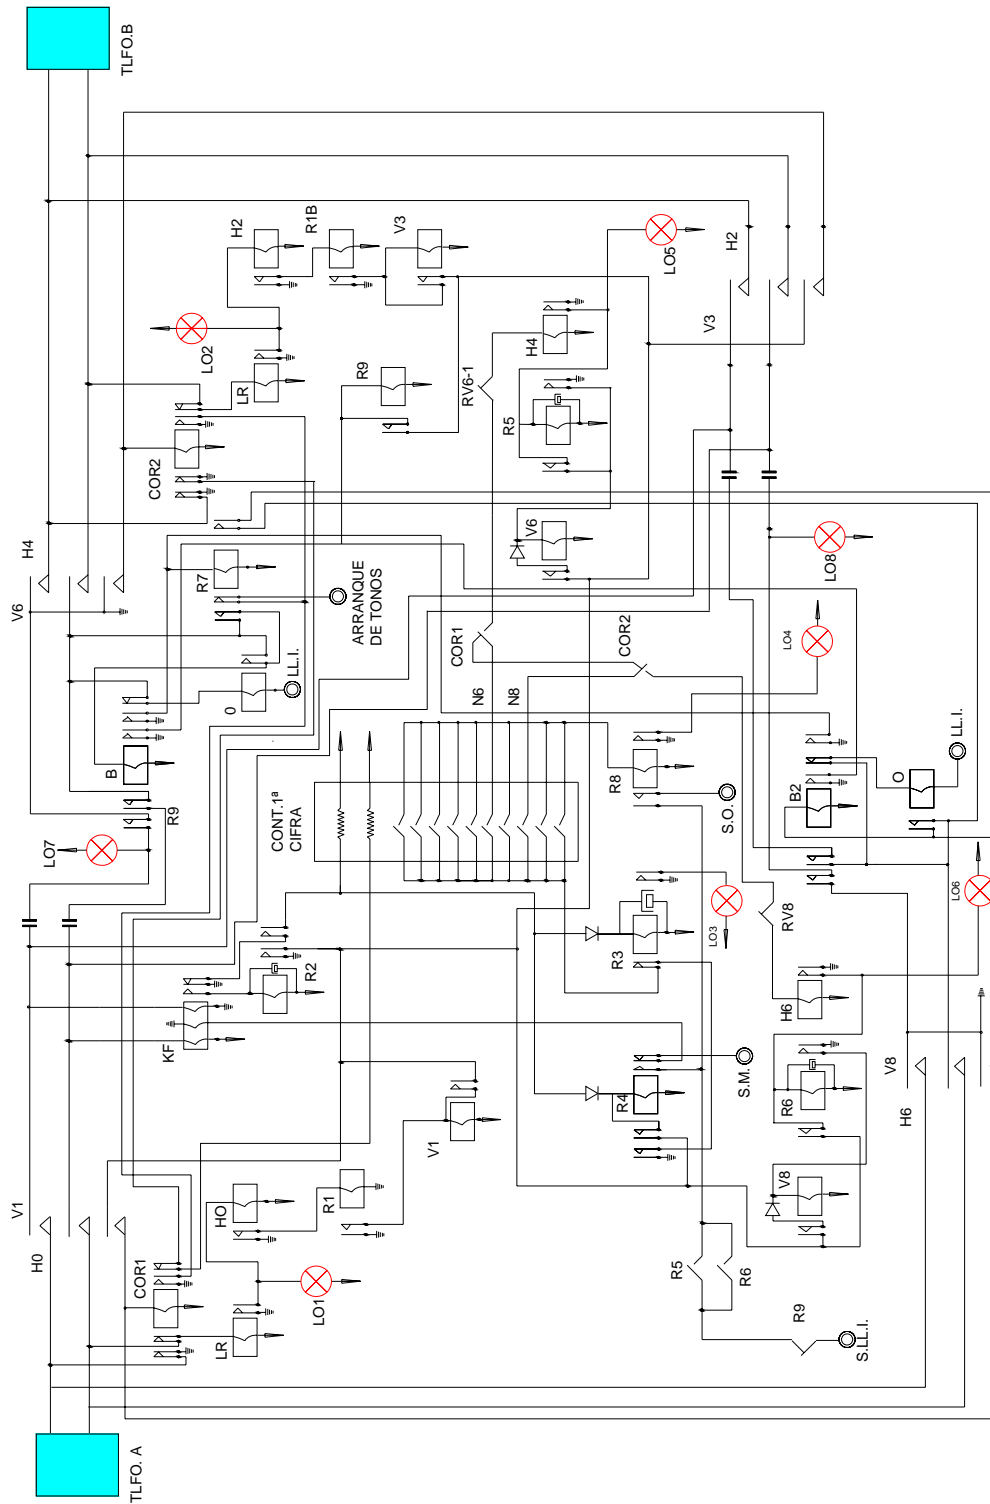 TLFO.B
H4
V6
COR2
LO2
LR
H2
R1B
V3
R7
ARRANQUE
DE TONOS
R9
RV6-1
H4
R5
LO5
V3
H2
B
0
LL.I.
V6
LO7
R9
COR1
COR2
N6
N8
LO8
LO4
CONT.1ª
CIFRA
R8
S.O.
B2
O
LL.I.
KF
R2
R3
LO3
RV8
LO6
H6
V1
H0
COR1
LR
HO
R1
LO1
V1
R4
S.M.
R6
V8
V8
H6
R5
R6
R9
S.LL.I.
TLFO. A